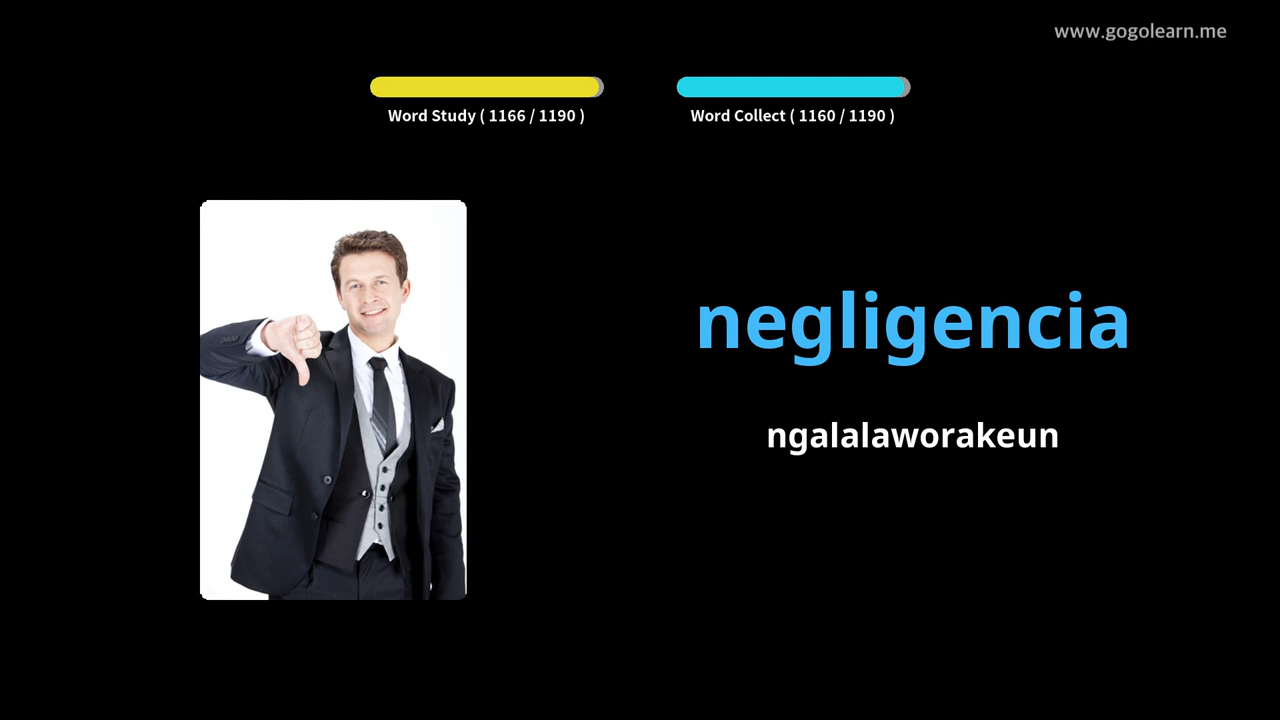 www.gogolearn.me
Word Study ( 1166 / 1190 )
Word Collect ( 1160 / 1190 )
negligencia
ngalalaworakeun